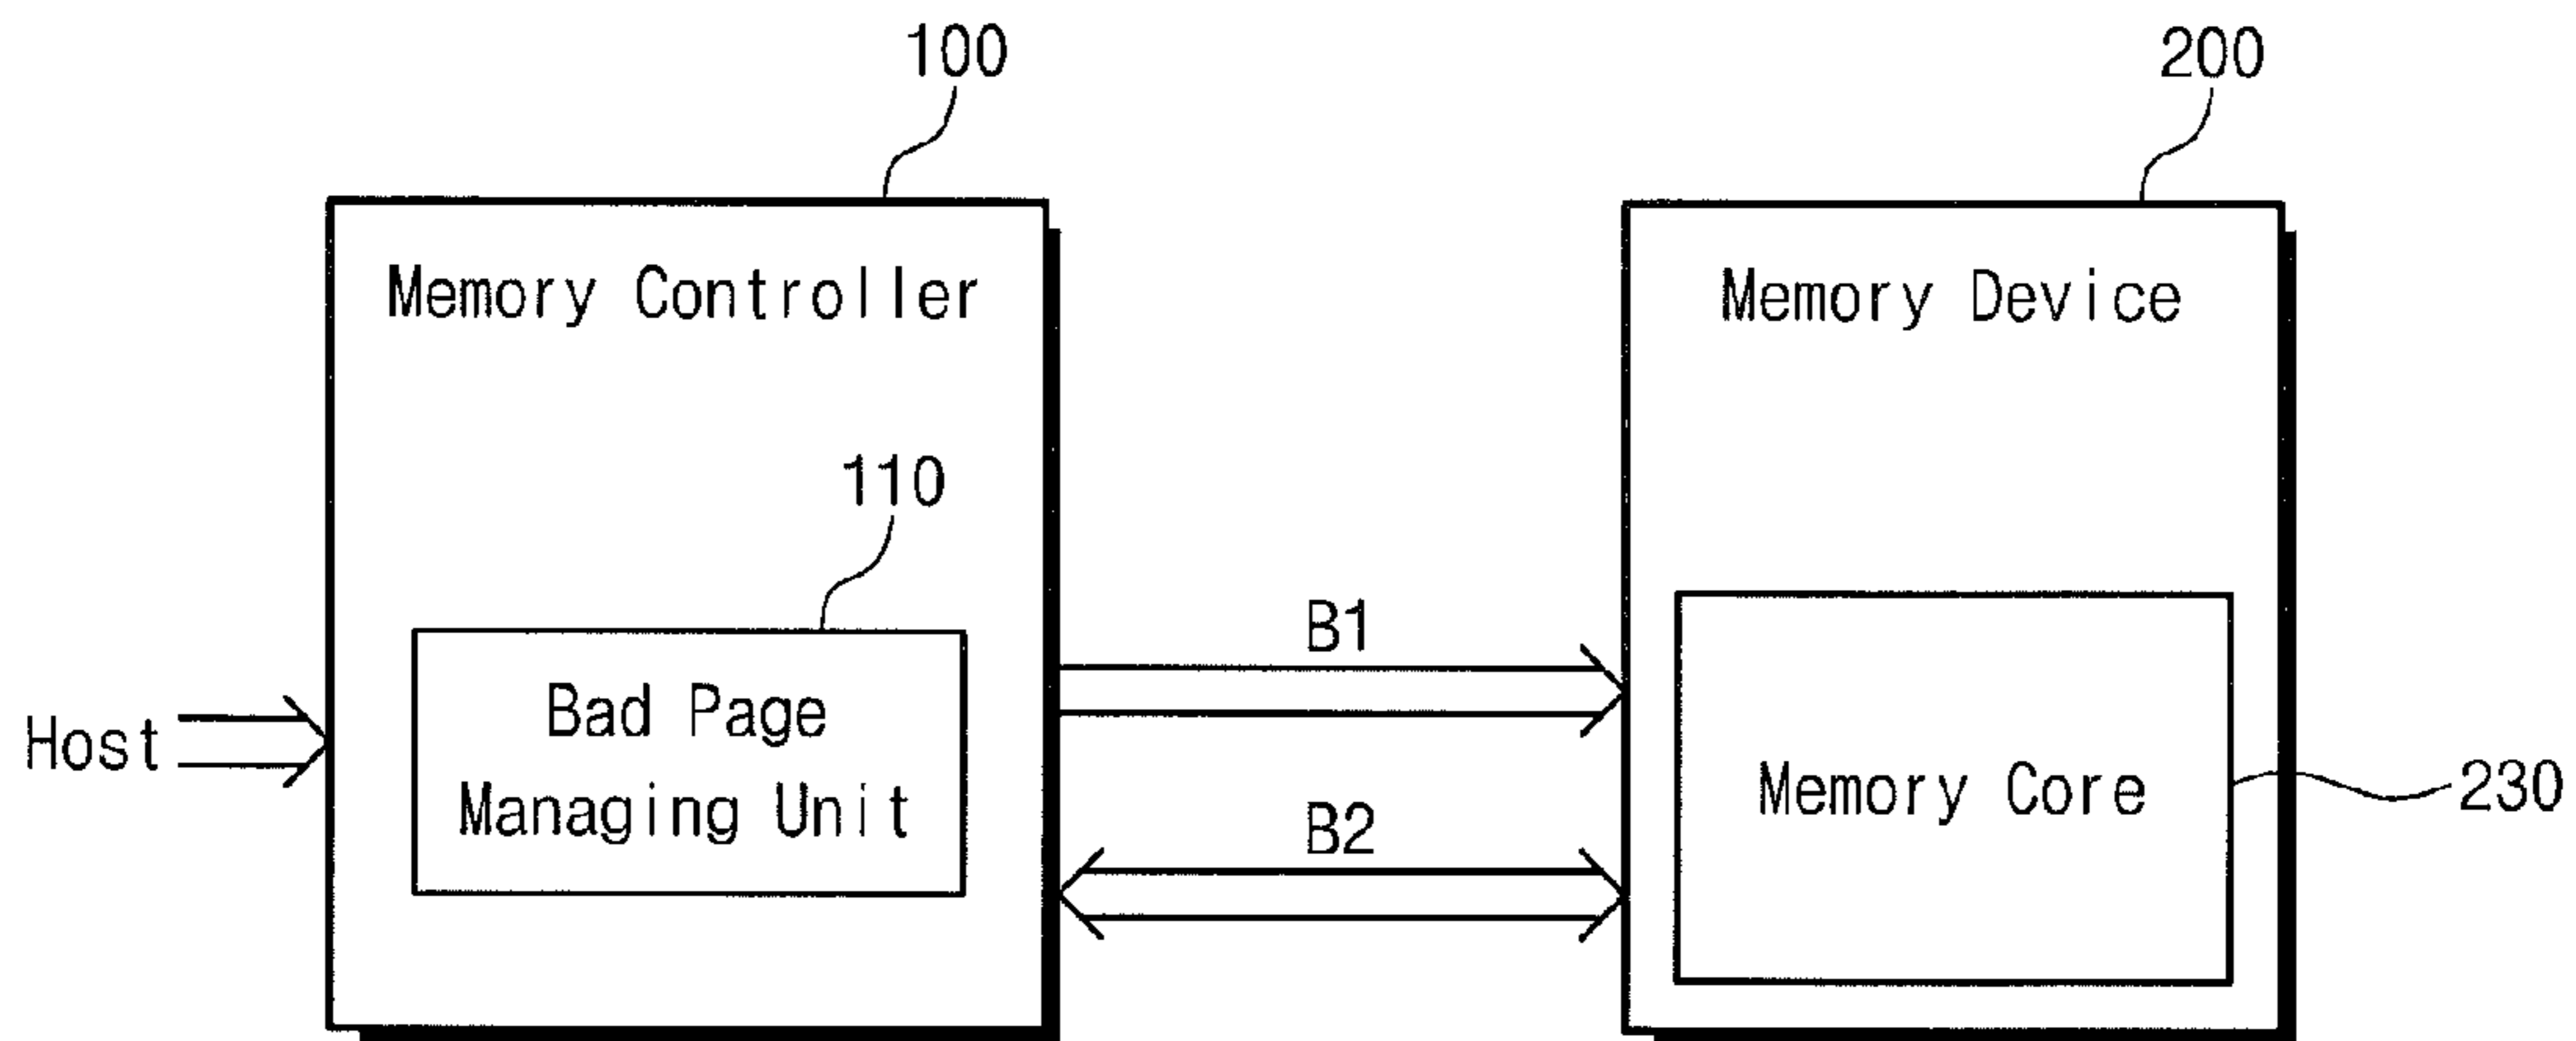 100
200
Memory Controller
Memory Device
110
B1
Bad Page
Managing Unit
Host
Memory Core
230
B2